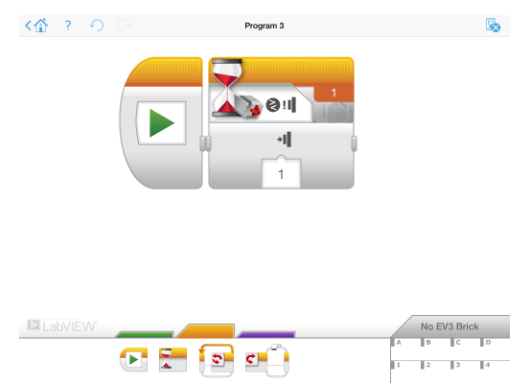 ?
Program 3
1
1
LabVIEW
No EV3 Brick
A B C D
1 2 3 4